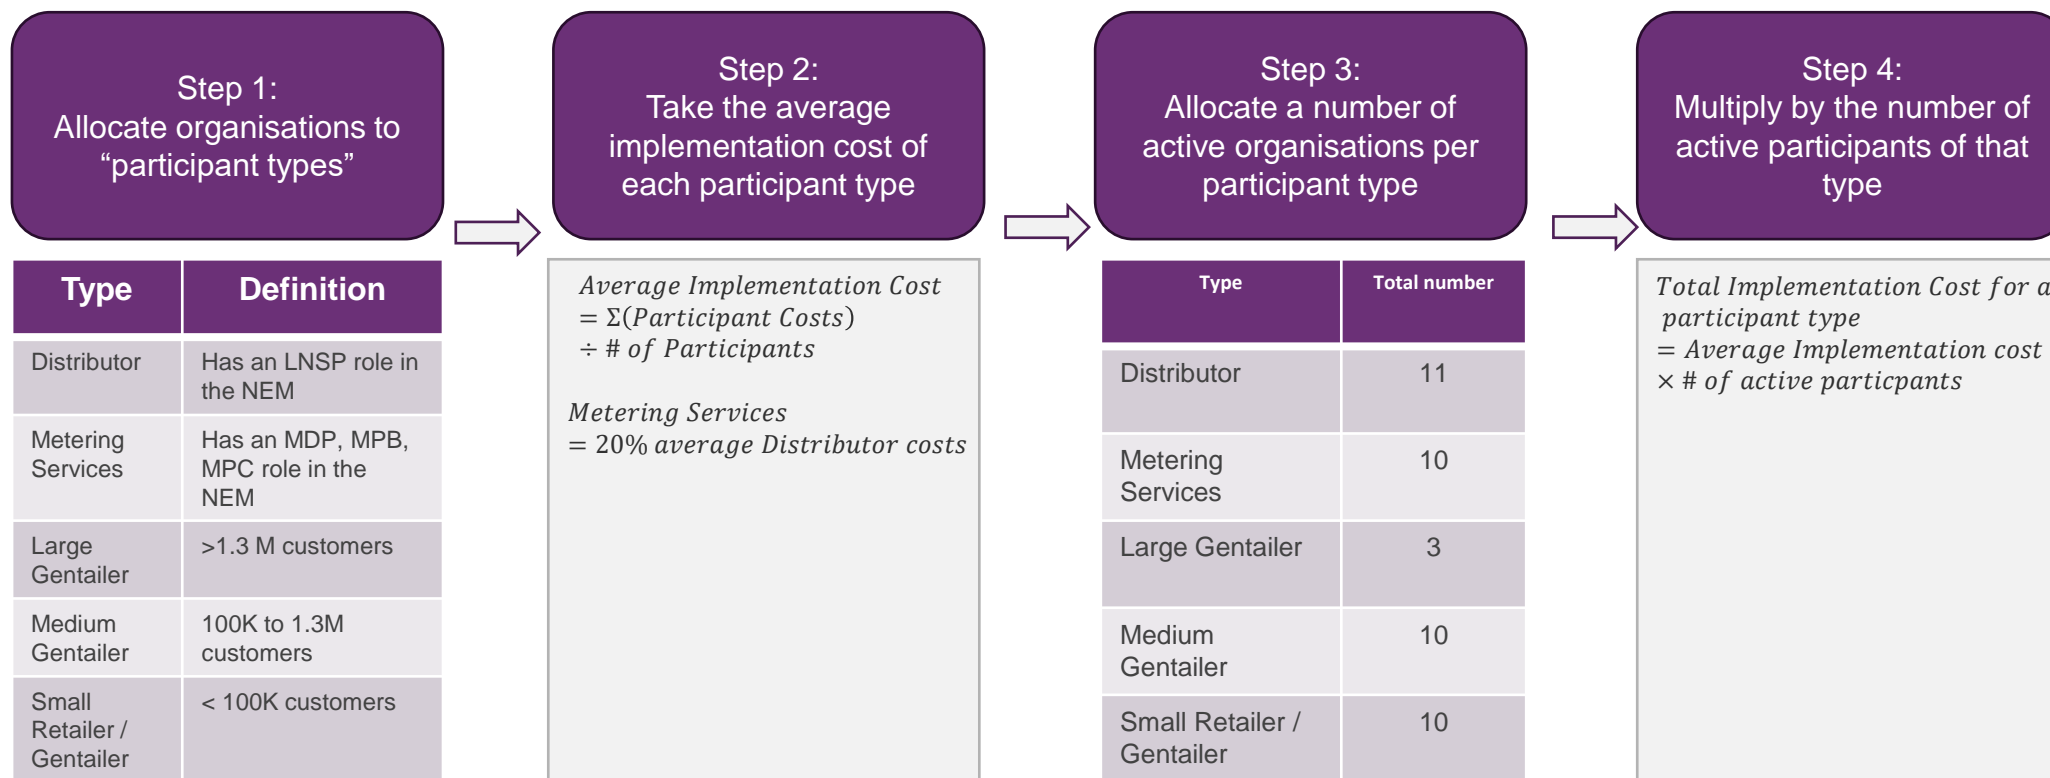 Step 1:
Allocate organisations to
“participant types”
Step 2:
Take the average
implementation cost of
each participant type
Step 3:
Allocate a number of
active organisations per
participant type
Step 4:
Multiply by the number of
active participants of that
type
Type Definition
Distributor Has an LNSP role in
the NEM
Metering Has an MDP, MPB,
Services MPC role in the
NEM
Large >1.3 M customers
Gentailer
Medium 100K to 1.3M
Gentailer customers
Small < 100K customers
Retailer /
Gentailer
Average Implementation Cost
= Σ(Participant Costs)
÷ # of Participants
Metering Services
= 20% average Distributor costs
Type Total number
Distributor 11
Metering 10
Services
Large Gentailer 3
Medium 10
Gentailer
Small Retailer / 10
Gentailer
Total Implementation Cost for a
participant type
= Average Implementation cost
× # of active particpants